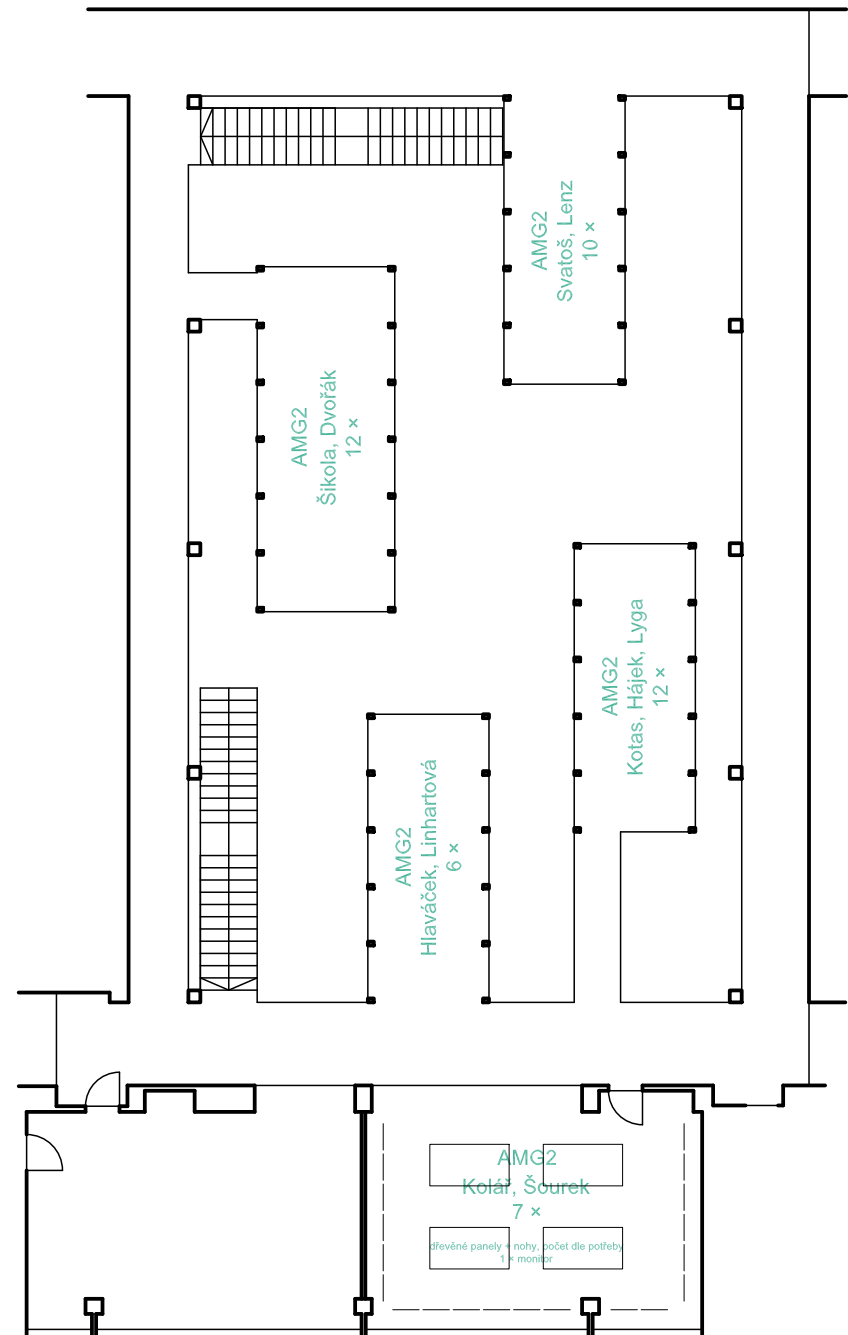 AMG2
Svatoš, Lenz
10 ×
AMG2
Šikola, Dvořák
12 ×
AMG2
Kotas, Hájek, Lyga
12 ×
AMG2
Hlaváček, Linhartová
6 ×
AMG2
Kolář, Šourek
7 ×
dřevěné panely + nohy, počet dle potřeby
1 × monitor